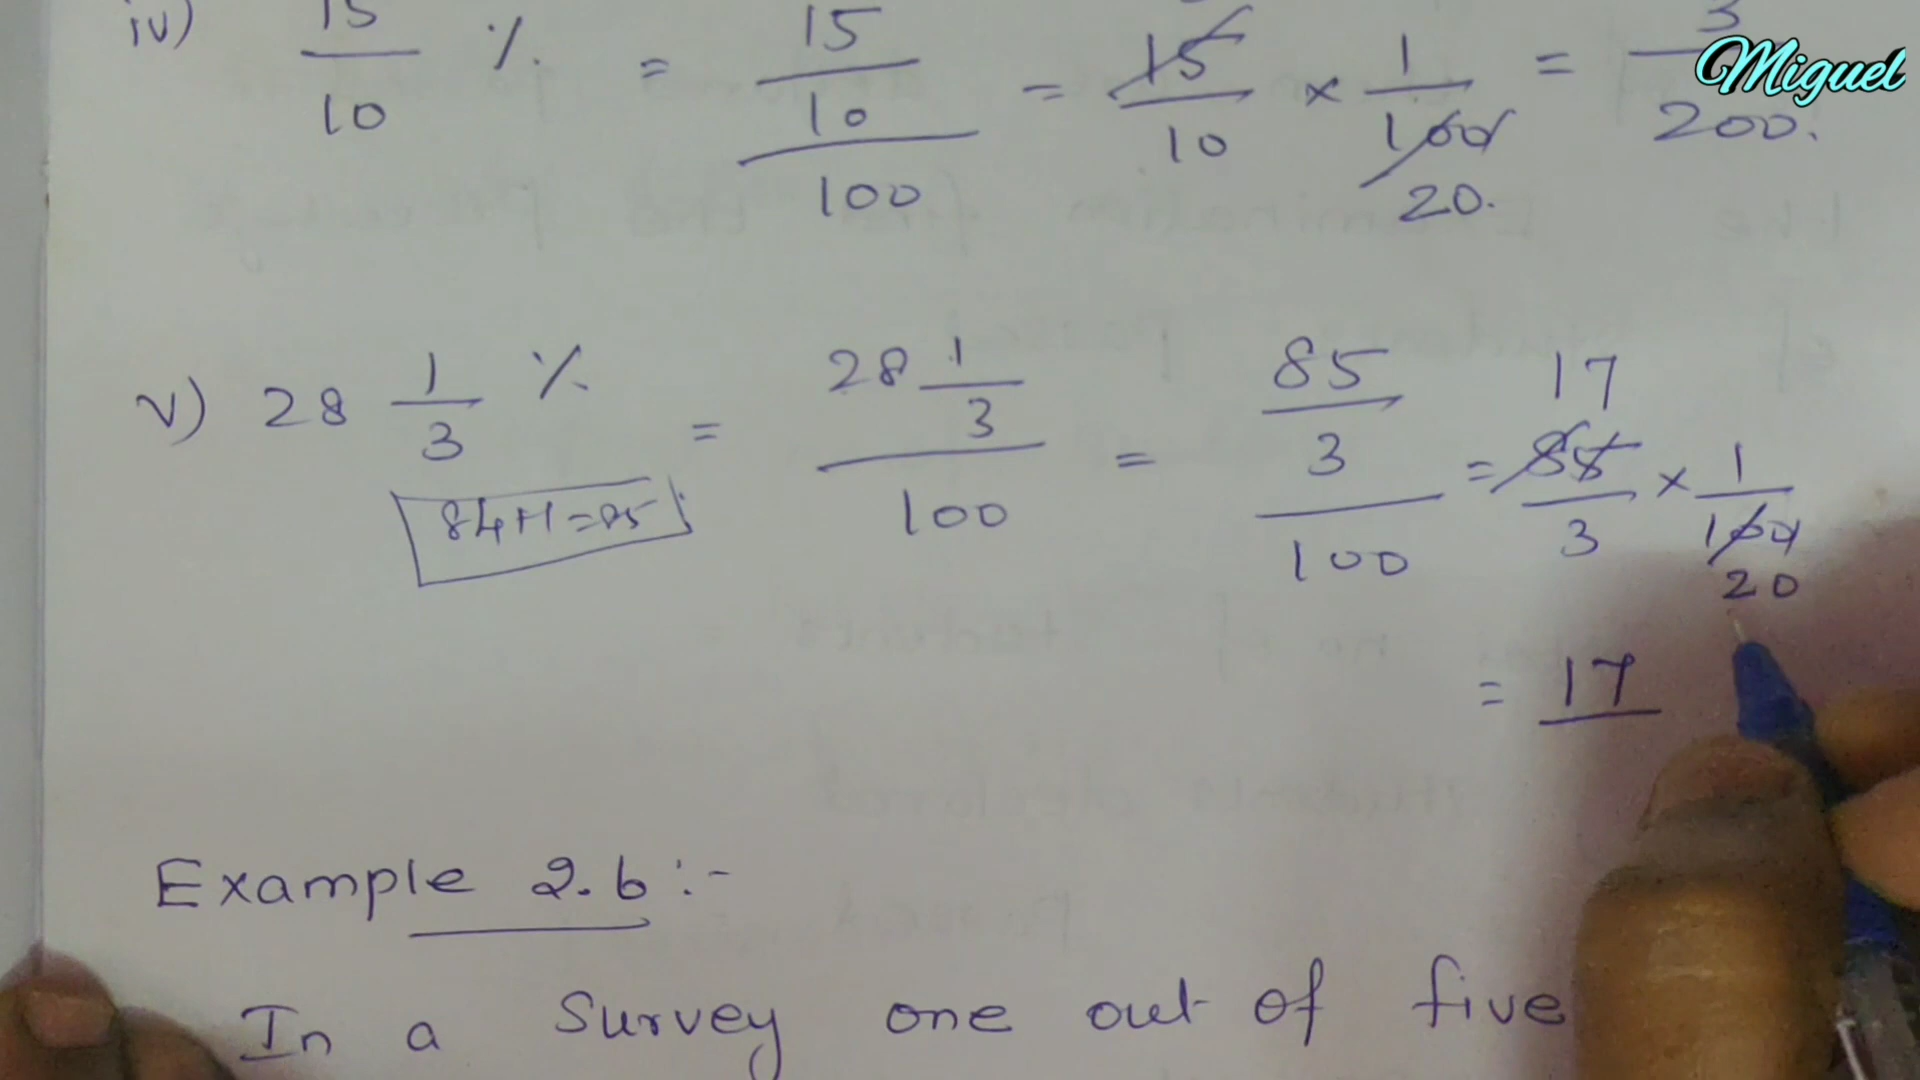 iv) 15/10 % = 15/10/100 = 15/10 × 1/100 20. = 3/200.
Miguel
v) 28 1/3 % = 28 1/3/100 = 85/3/100 = 17 85/3 × 1/100 20
84+1=85
= 17
Example 2.6:-
In a survey one out of five